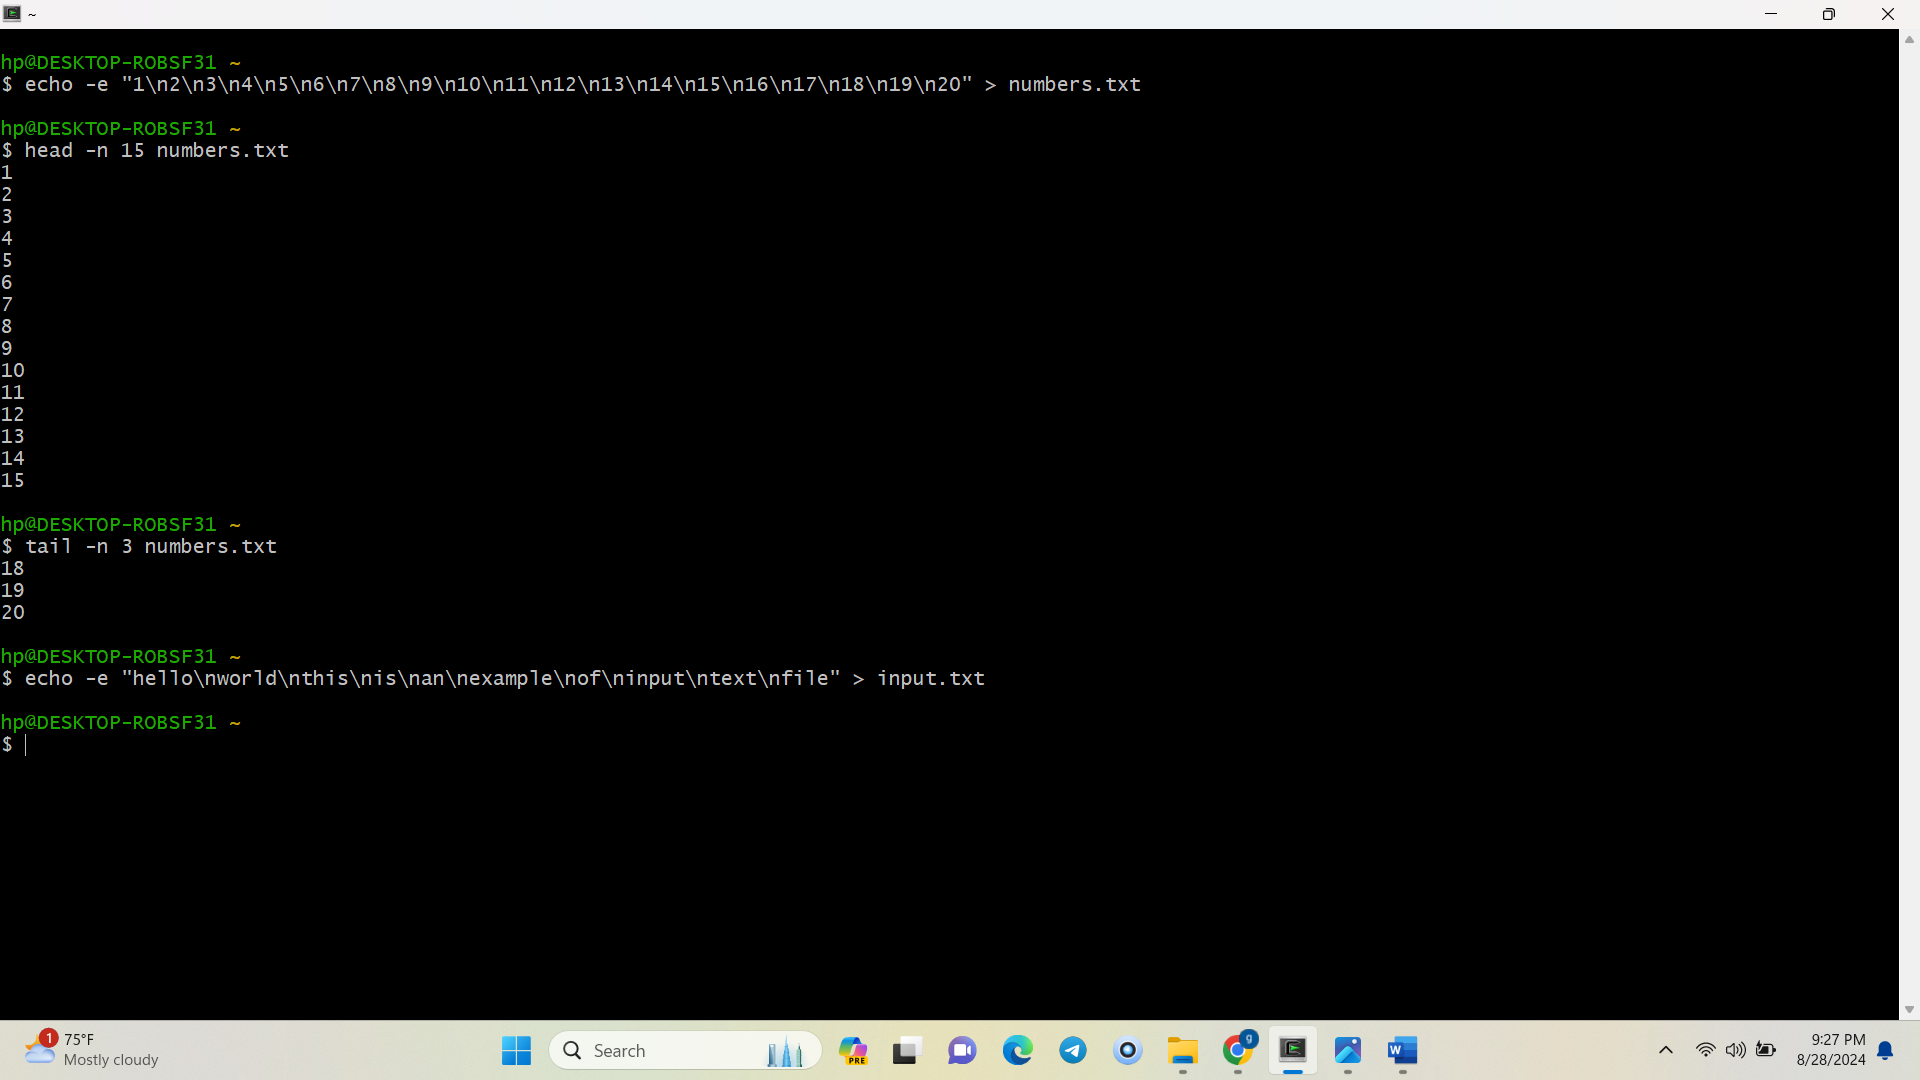 ~
hp@DESKTOP-ROBSF31 ~
$ echo -e "1\n2\n3\n4\n5\n6\n7\n8\n9\n10\n11\n12\n13\n14\n15\n16\n17\n18\n19\n20" > numbers.txt
hp@DESKTOP-ROBSF31 ~
$ head -n 15 numbers.txt
1
2
3
4
5
6
7
8
9
10
11
12
13
14
15
hp@DESKTOP-ROBSF31 ~
$ tail -n 3 numbers.txt
18
19
20
hp@DESKTOP-ROBSF31 ~
$ echo -e "hello\nworld\nthis\nis\nan\nexample\nof\ninput\ntext\nfile" > input.txt
hp@DESKTOP-ROBSF31 ~
$
1
75°F
Mostly cloudy
Search
PRE
g
W
9:27 PM
8/28/2024